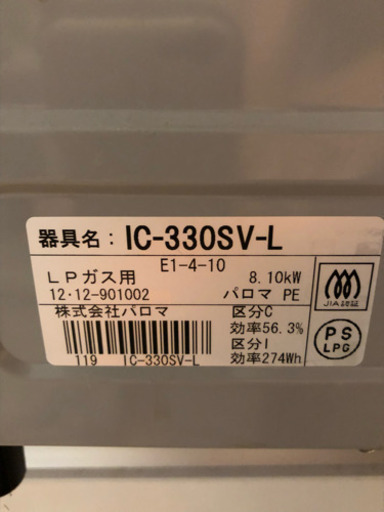 器具名：IC-330SV-L
E1-4-10
LPガス用 8.10kW
12・12-901002 パロマ PE
株式会社パロマ 区分C
効率56.3%
区分I
119 IC-330SV-L 効率274Wh
JIA認証
PS
LPG